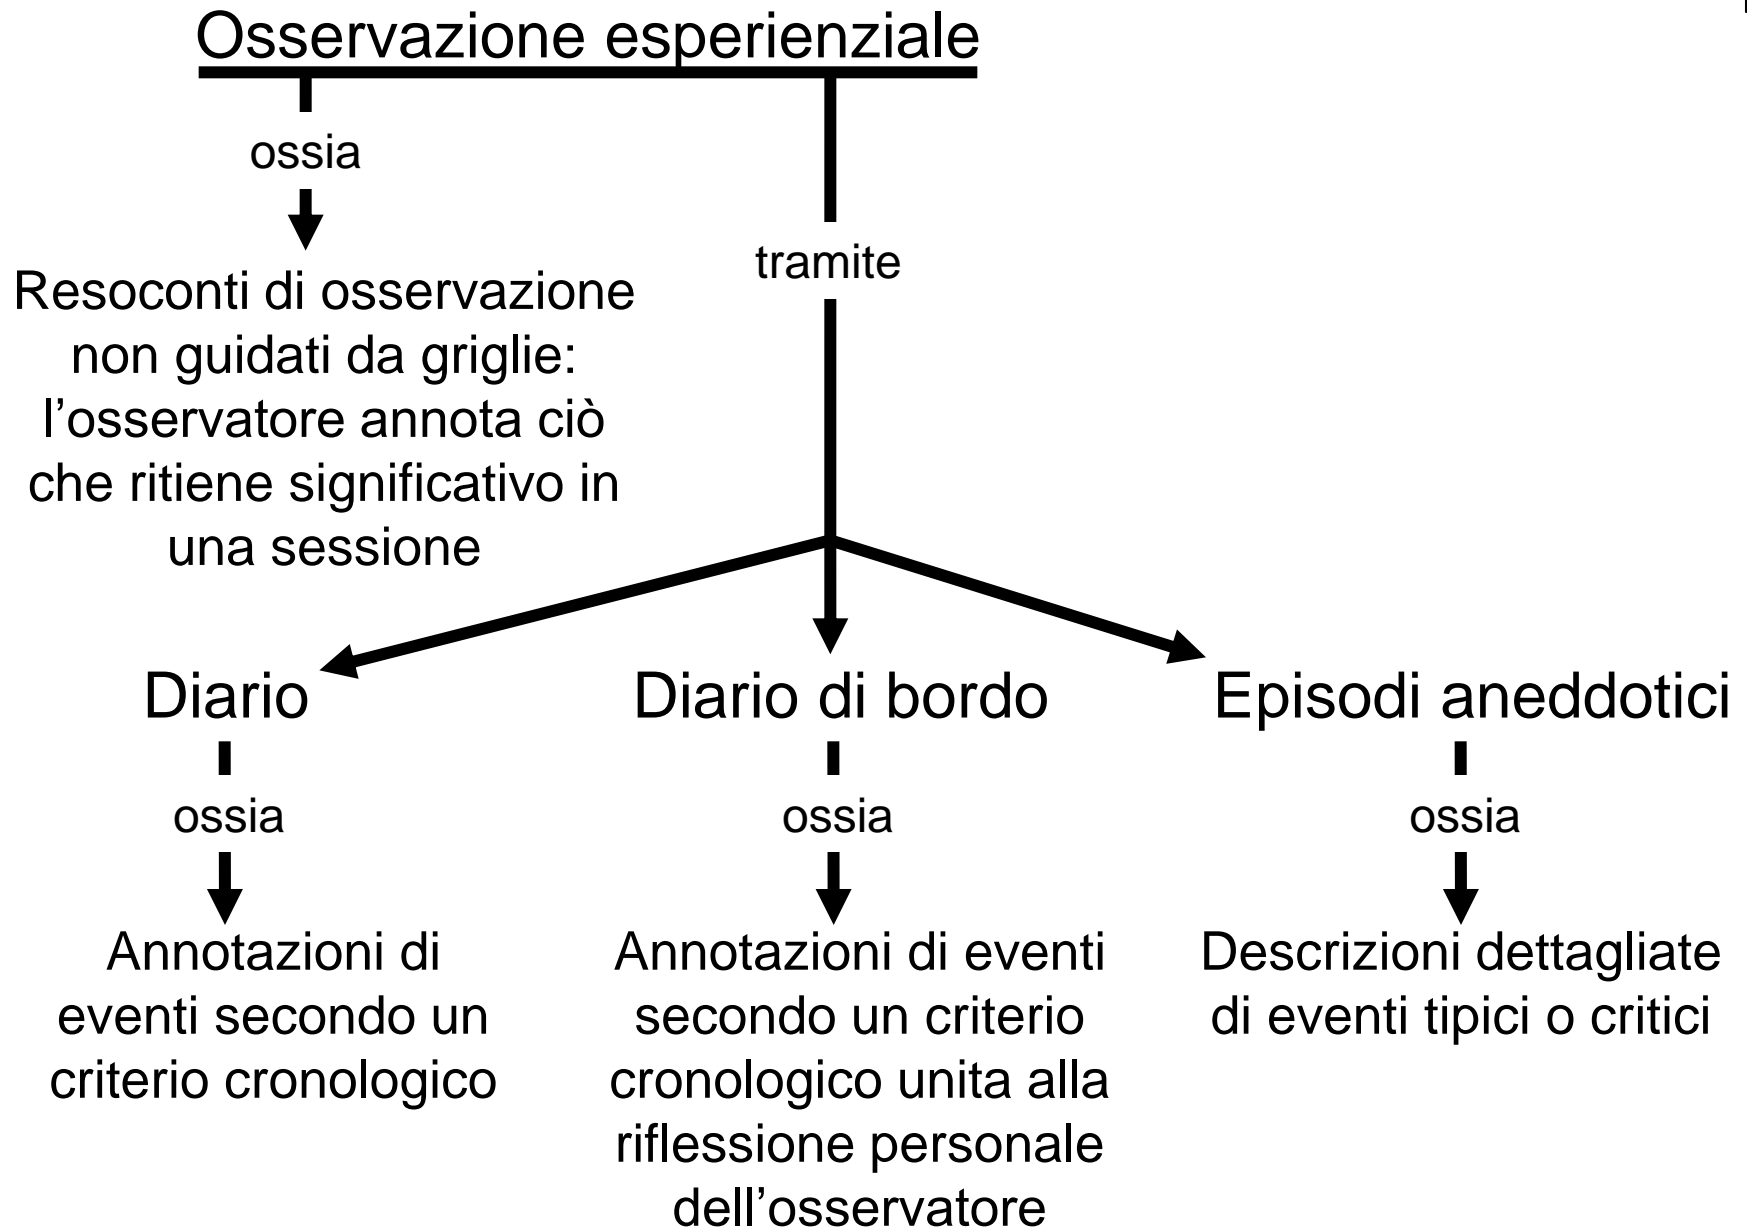 Osservazione esperienziale
ossia
tramite
Resoconti di osservazione
non guidati da griglie:
l’osservatore annota ciò
che ritiene significativo in
una sessione
Diario
Diario di bordo
Episodi aneddotici
ossia
ossia
ossia
Annotazioni di
eventi secondo un
criterio cronologico
Annotazioni di eventi
secondo un criterio
cronologico unita alla
riflessione personale
dell’osservatore
Descrizioni dettagliate
di eventi tipici o critici